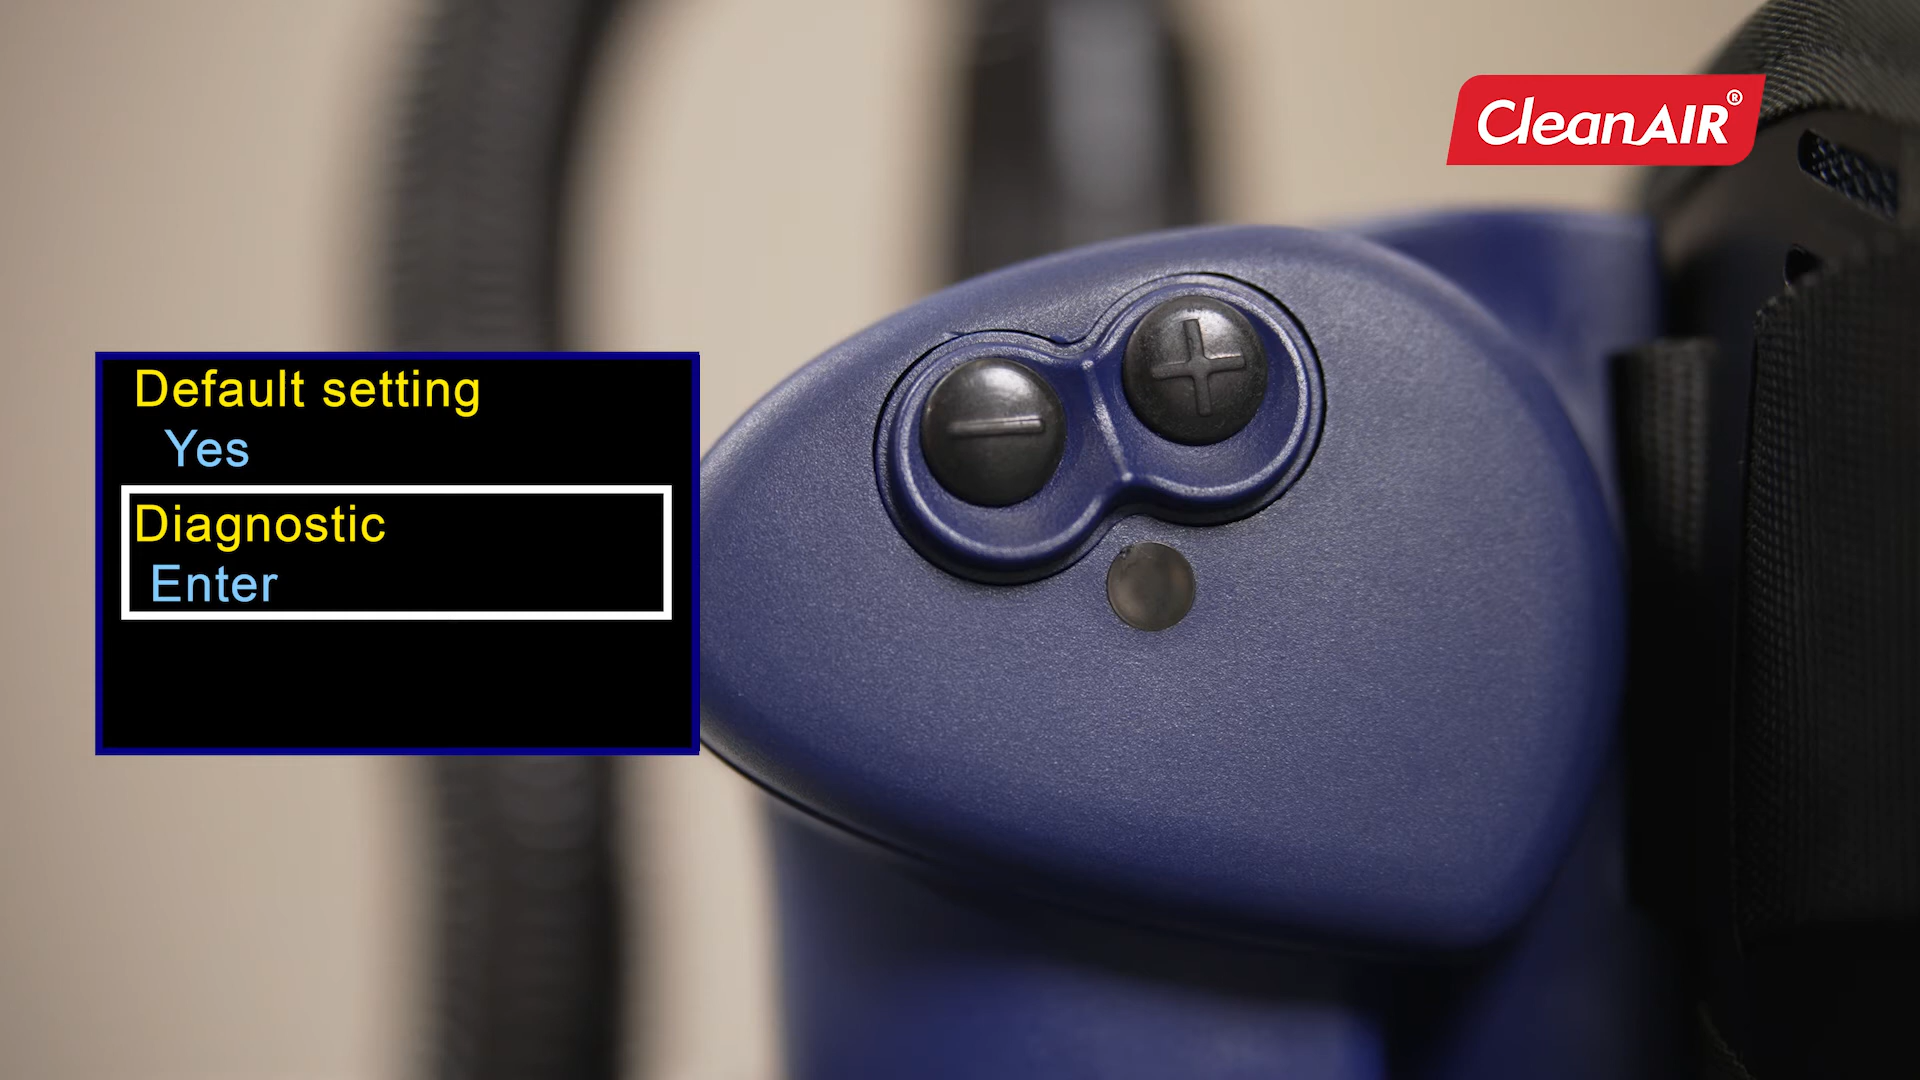 CleanAIR®
Default setting
Yes
Diagnostic
Enter